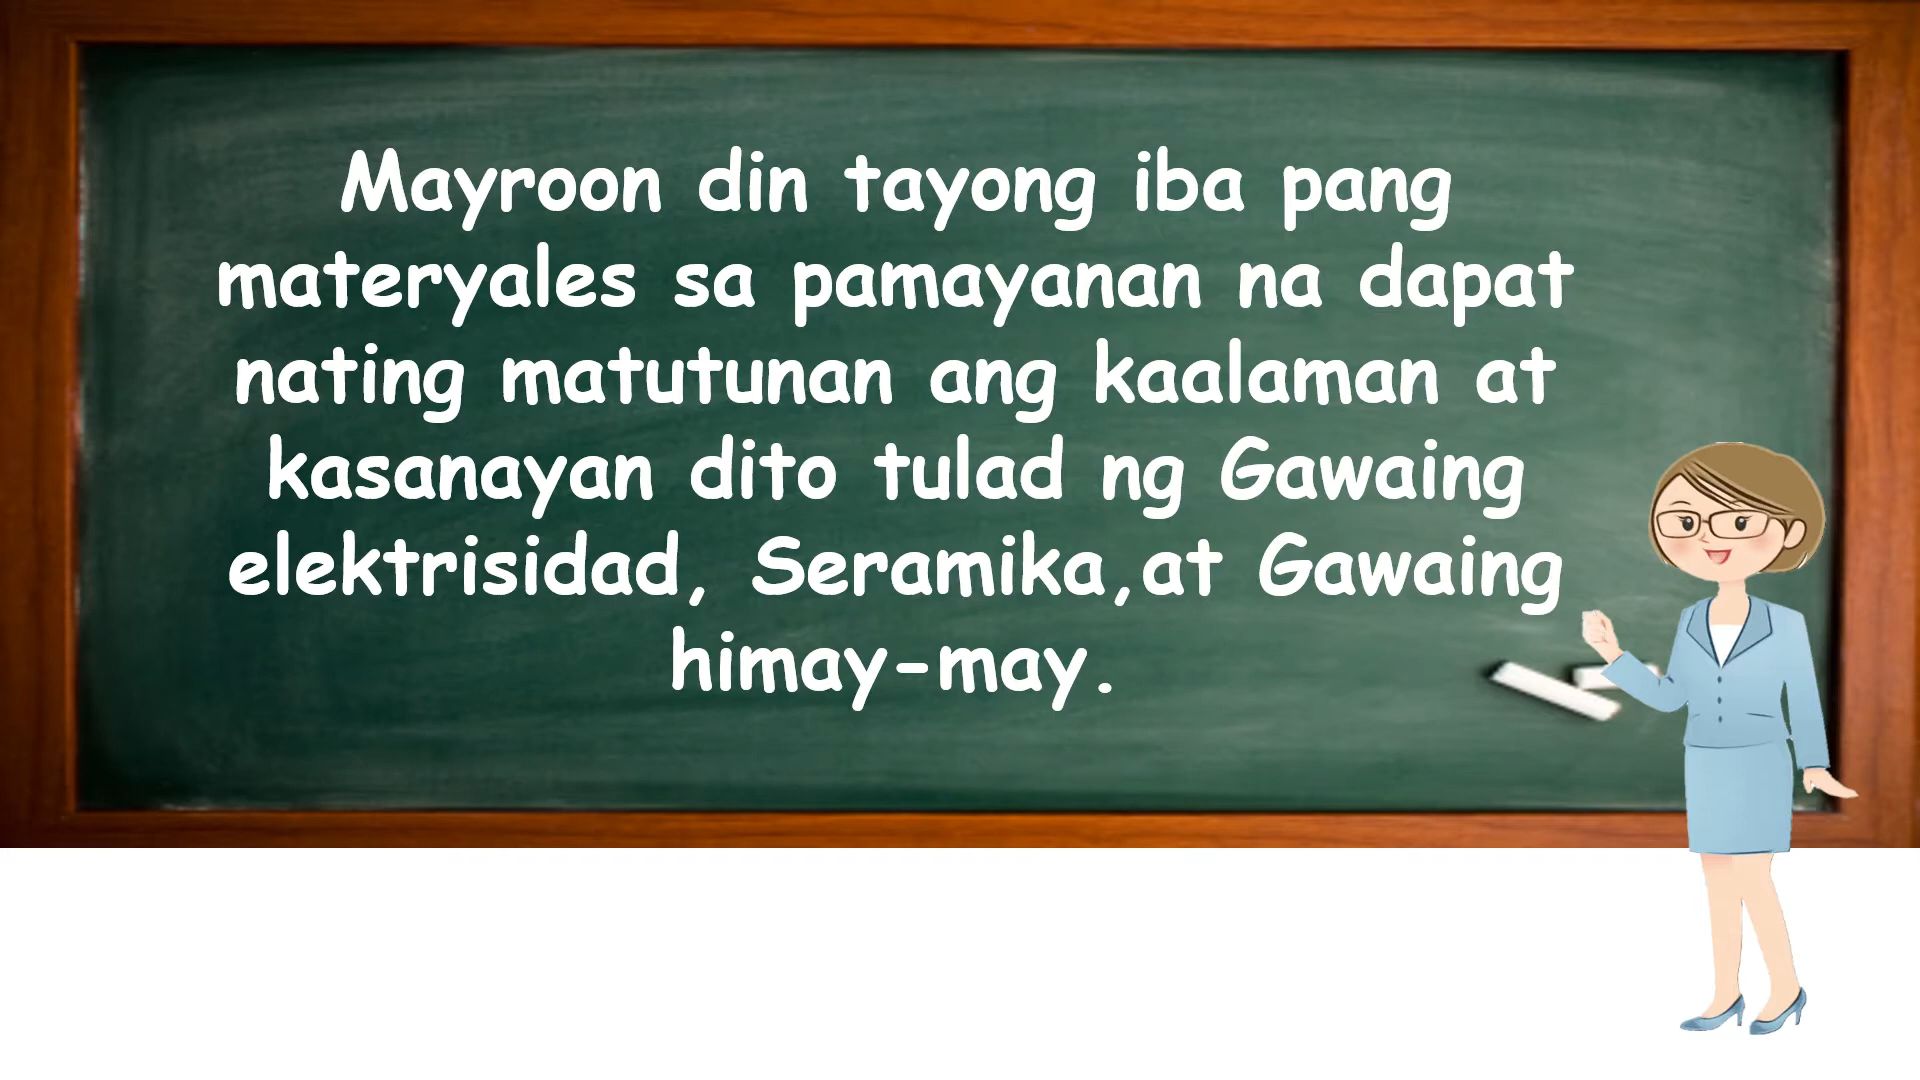 Mayroon din tayong iba pang
materyales sa pamayanan na dapat
nating matutunan ang kaalaman at
kasanayan dito tulad ng Gawaing
elektrisidad, Seramika,at Gawaing
himay-may.